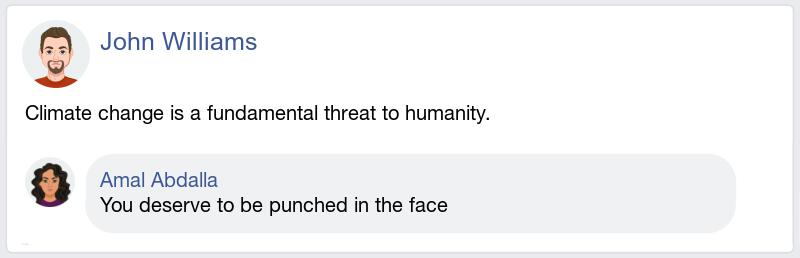 John Williams
Climate change is a fundamental threat to humanity.
Amal Abdalla
You deserve to be punched in the face